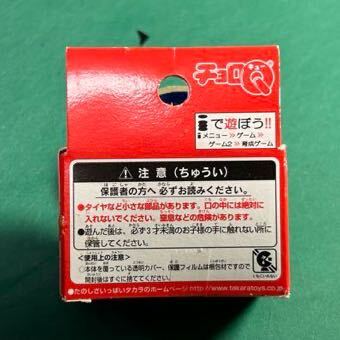 チョロQ
キュー
iで遊ぼう!!
iメニュー≫ゲーム≫
ゲーム2≫育成ゲーム
⚠ 注意(ちゅうい)
保護者の方へ必ずお読みください。
●タイヤなど小さな部品があります。口の中には絶対に
入れないでください。窒息などの危険があります。
●遊んだ後は、必ず3才未満のお子様の手に触れない所に
保管してください。
<使用上の注意>
○本体を覆っている透明カバー、保護フィルムは梱包材ですので
開封後はすぐに捨ててください。
●たのしさいっぱいタカラのホームページ http://www.takaratoys.co.jp